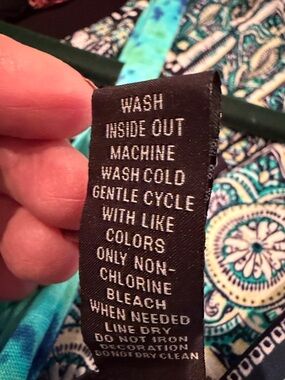 WASH
INSIDE OUT
MACHINE
WASH COLD
GENTLE CYCLE
WITH LIKE
COLORS
ONLY NON-
CHLORINE
BLEACH
WHEN NEEDED
LINE DRY
DO NOT IRON
DECORATION
DO NOT DRY CLEAN